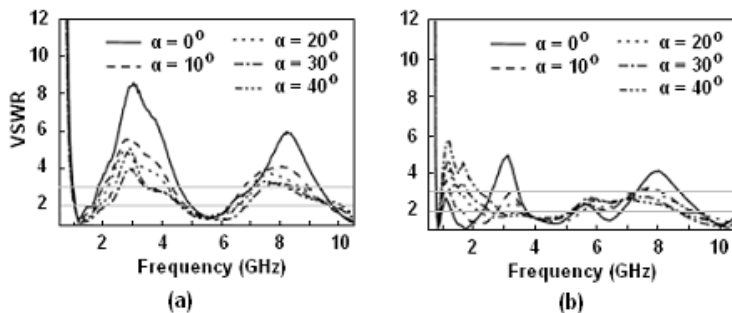 12
10
8
6
4
2
VSWR
α = 0°
α = 10°
α = 20°
α = 30°
α = 40°
2 4 6 8 10
Frequency (GHz)
(a)
12
10
8
6
4
2
α = 0°
α = 10°
α = 20°
α = 30°
α = 40°
2 4 6 8 10
Frequency (GHz)
(b)